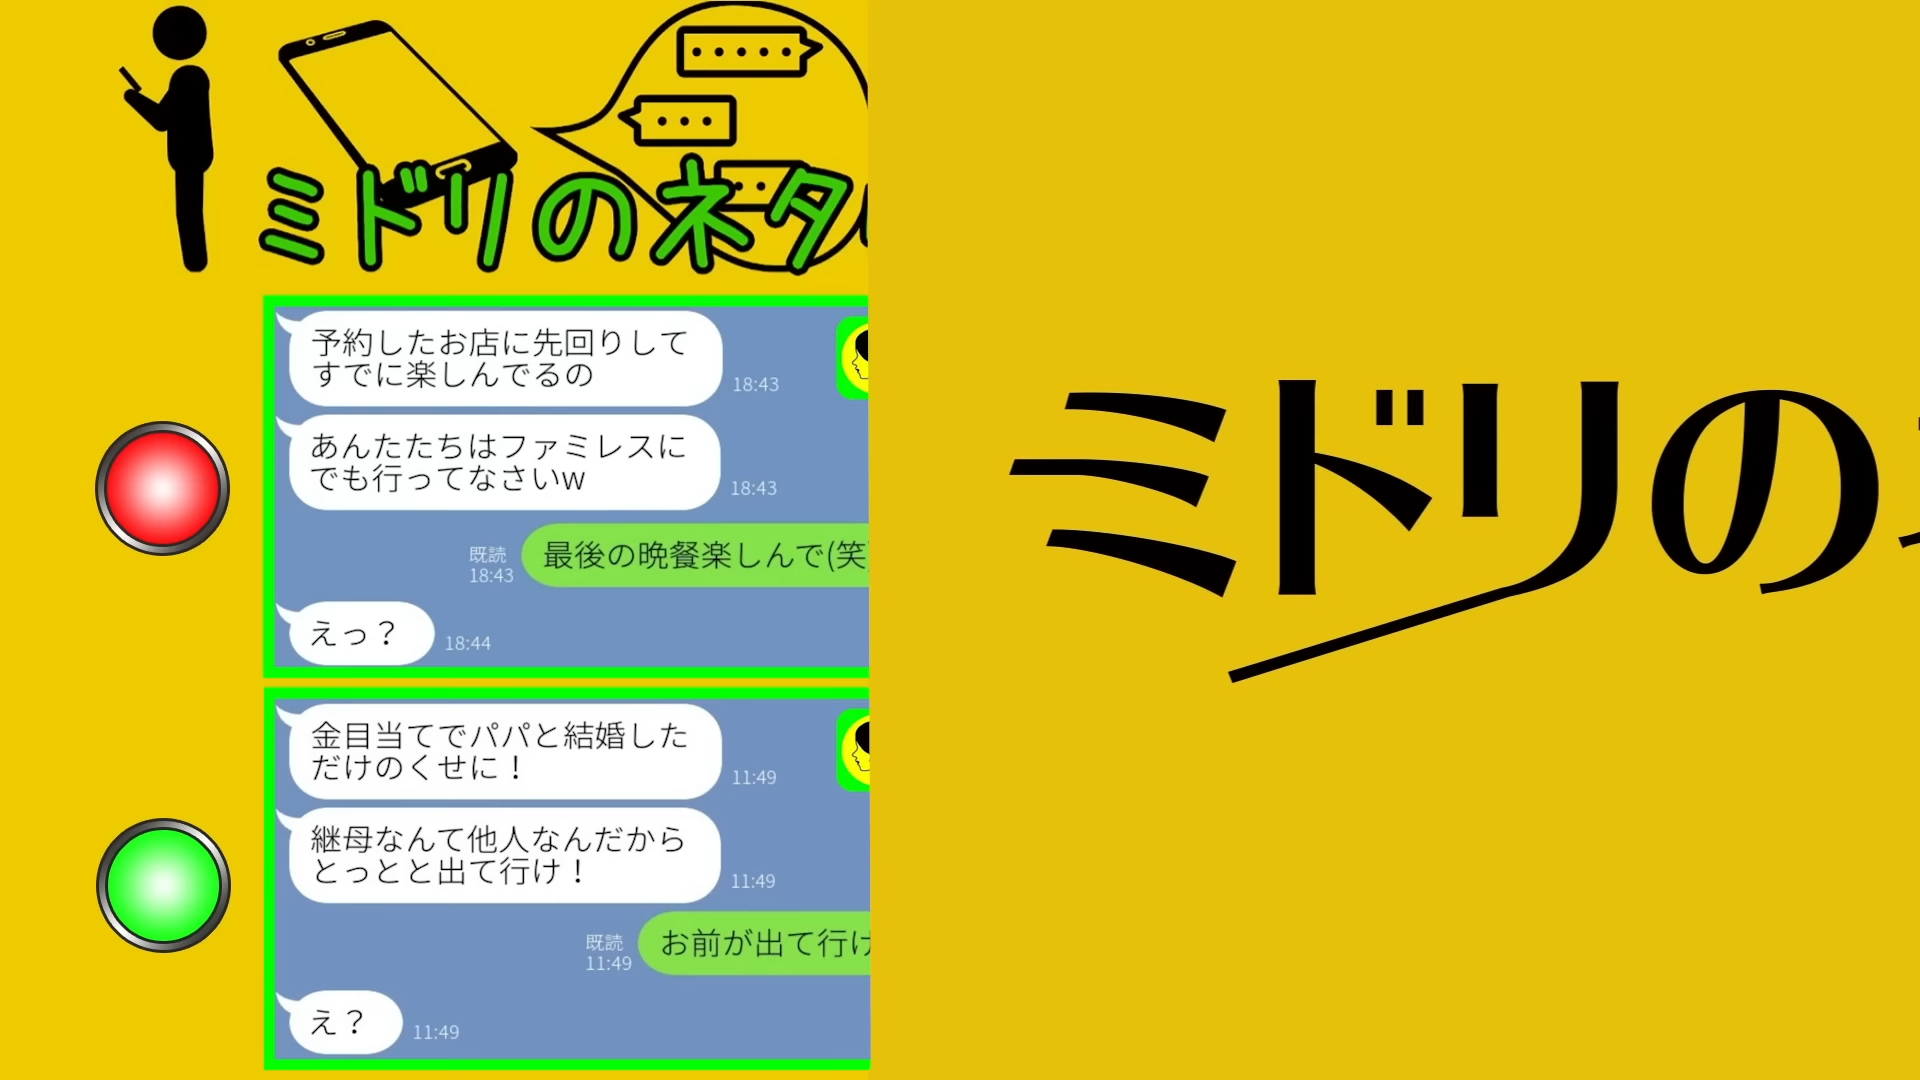 ミドリのネタ
予約したお店に先回りして
すでに楽しんでるの
18:43
あんたたちはファミレスに
でも行ってなさいw
18:43
既読
18:43
最後の晩餐楽しんで(笑
えっ？
18:44
金目当てでパパと結婚した
だけのくせに！
11:49
継母なんて他人なんだから
とっとと出て行け！
11:49
既読
11:49
お前が出て行け
え？
11:49
ミドリの